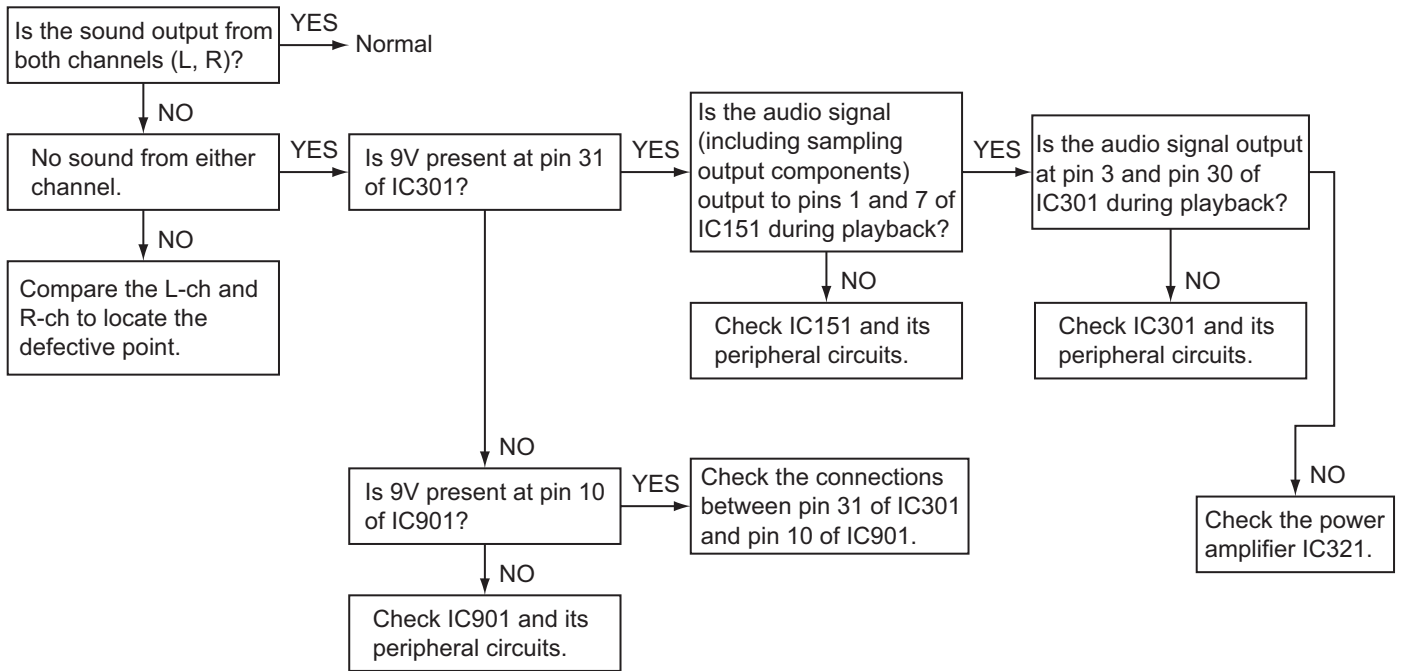 Is the sound output from
both channels (L, R)?
YES
Normal
NO
No sound from either
channel.
YES
NO
Compare the L-ch and
R-ch to locate the
defective point.
Is 9V present at pin 31
of IC301?
YES
NO
Is the audio signal
(including sampling
output components)
output to pins 1 and 7 of
IC151 during playback?
YES
NO
Check IC151 and its
peripheral circuits.
Is the audio signal output
at pin 3 and pin 30 of
IC301 during playback?
NO
Check IC301 and its
peripheral circuits.
NO
Check the power
amplifier IC321.
Is 9V present at pin 10
of IC901?
YES
Check the connections
between pin 31 of IC301
and pin 10 of IC901.
NO
Check IC901 and its
peripheral circuits.